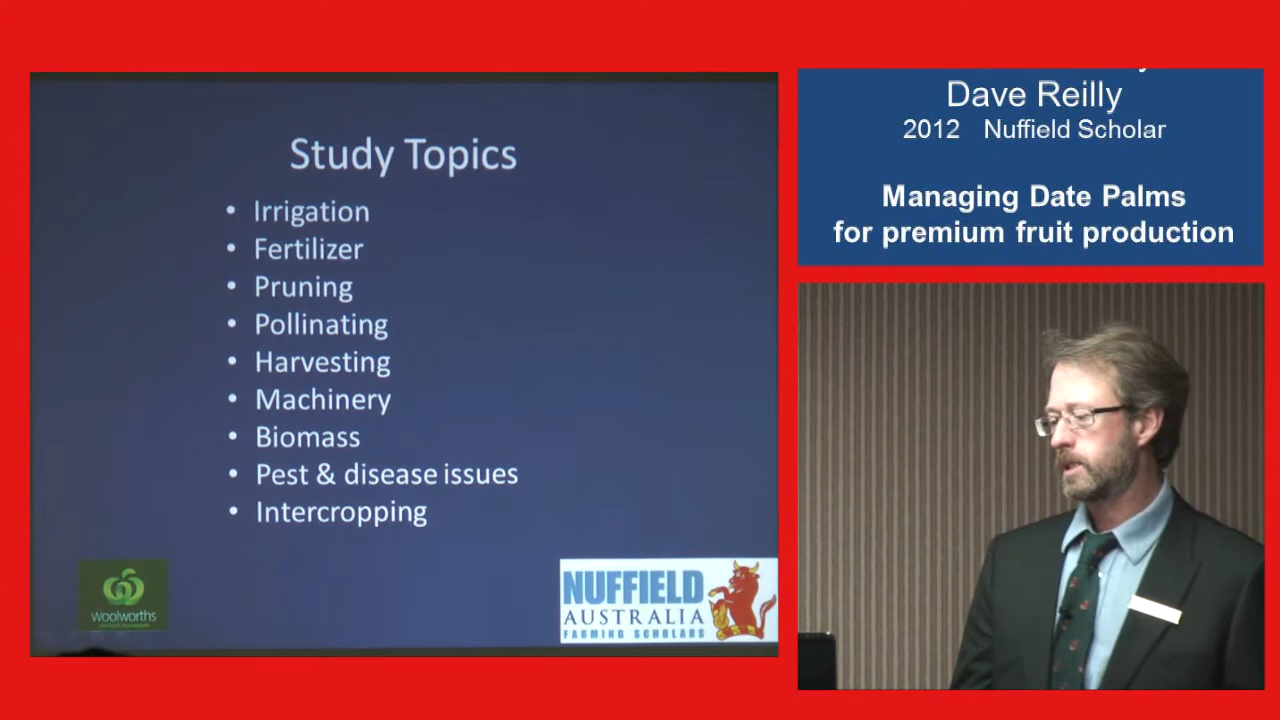 Study Topics
• Irrigation
• Fertilizer
• Pruning
• Pollinating
• Harvesting
• Machinery
• Biomass
• Pest & disease issues
• Intercropping
woolworths
NUFFIELD
AUSTRALIA
FARMING SCHOLARS
Dave Reilly
2012 Nuffield Scholar
Managing Date Palms
for premium fruit production